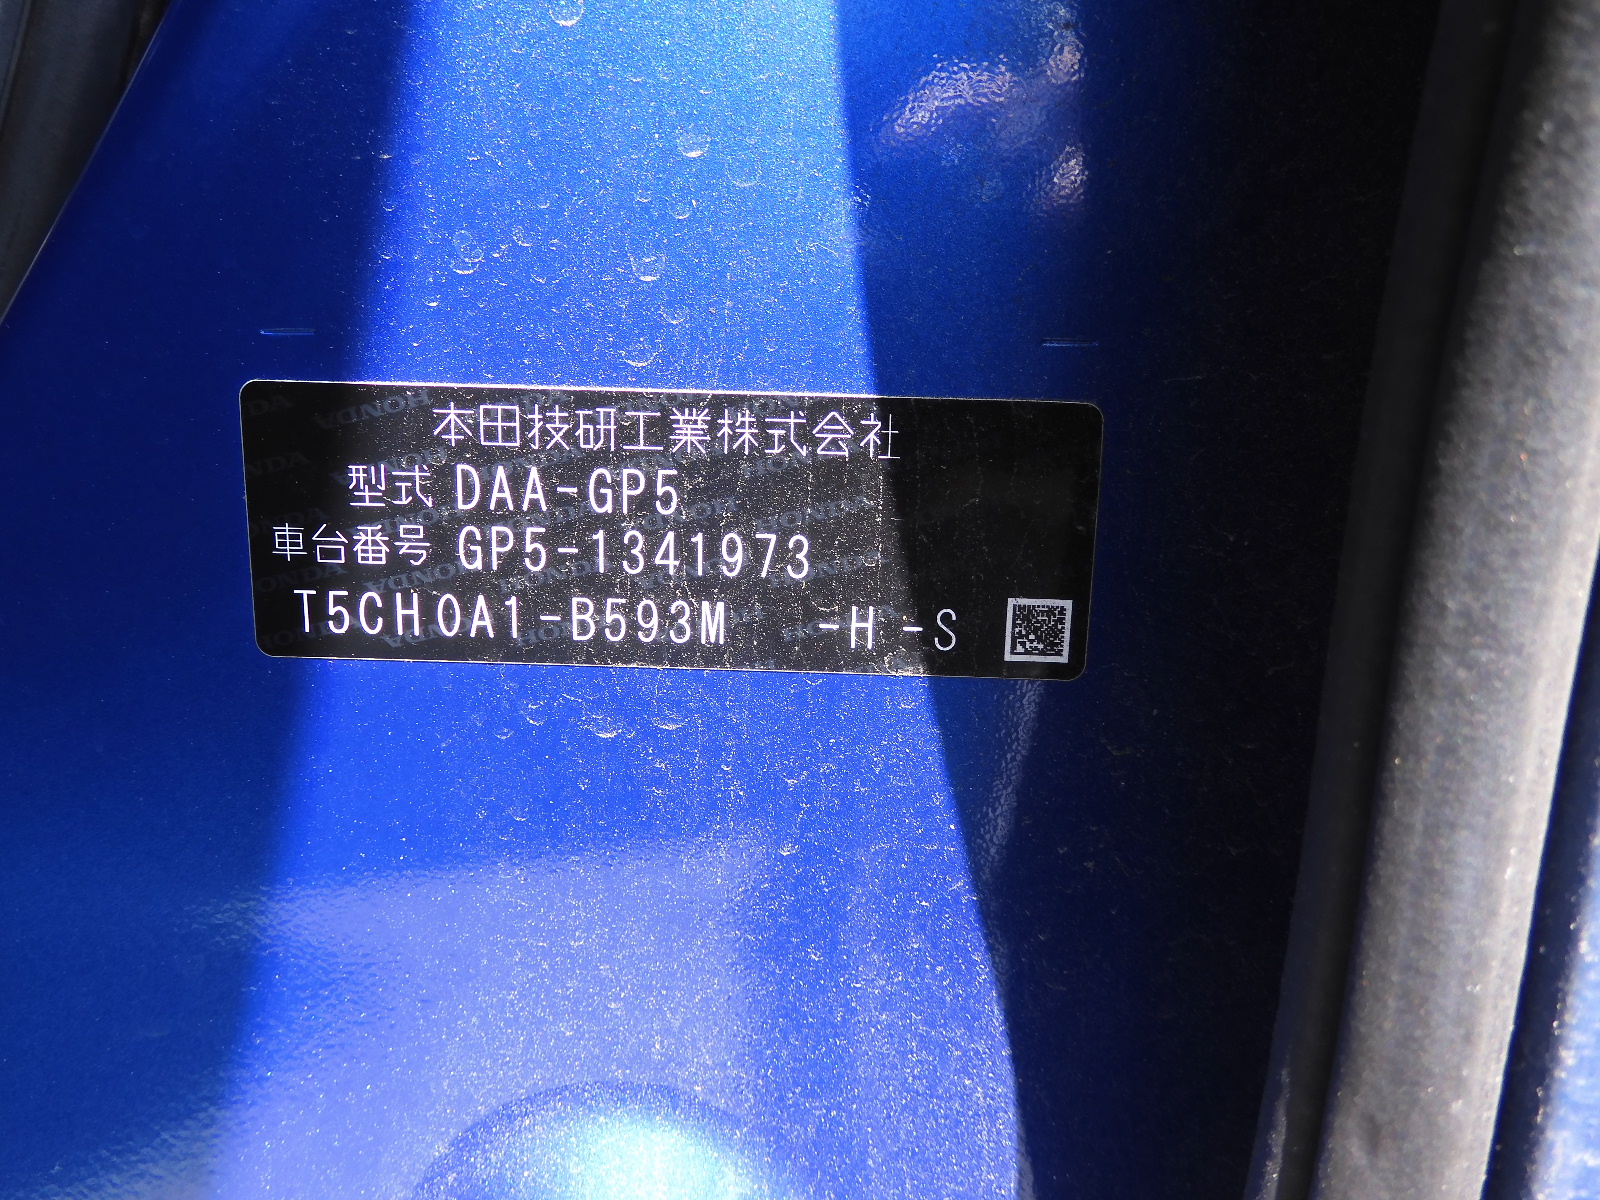 本田技研工業株式会社
型式 DAA-GP5
車台番号 GP5-1341973
T5CH0A1-B593M -H -S